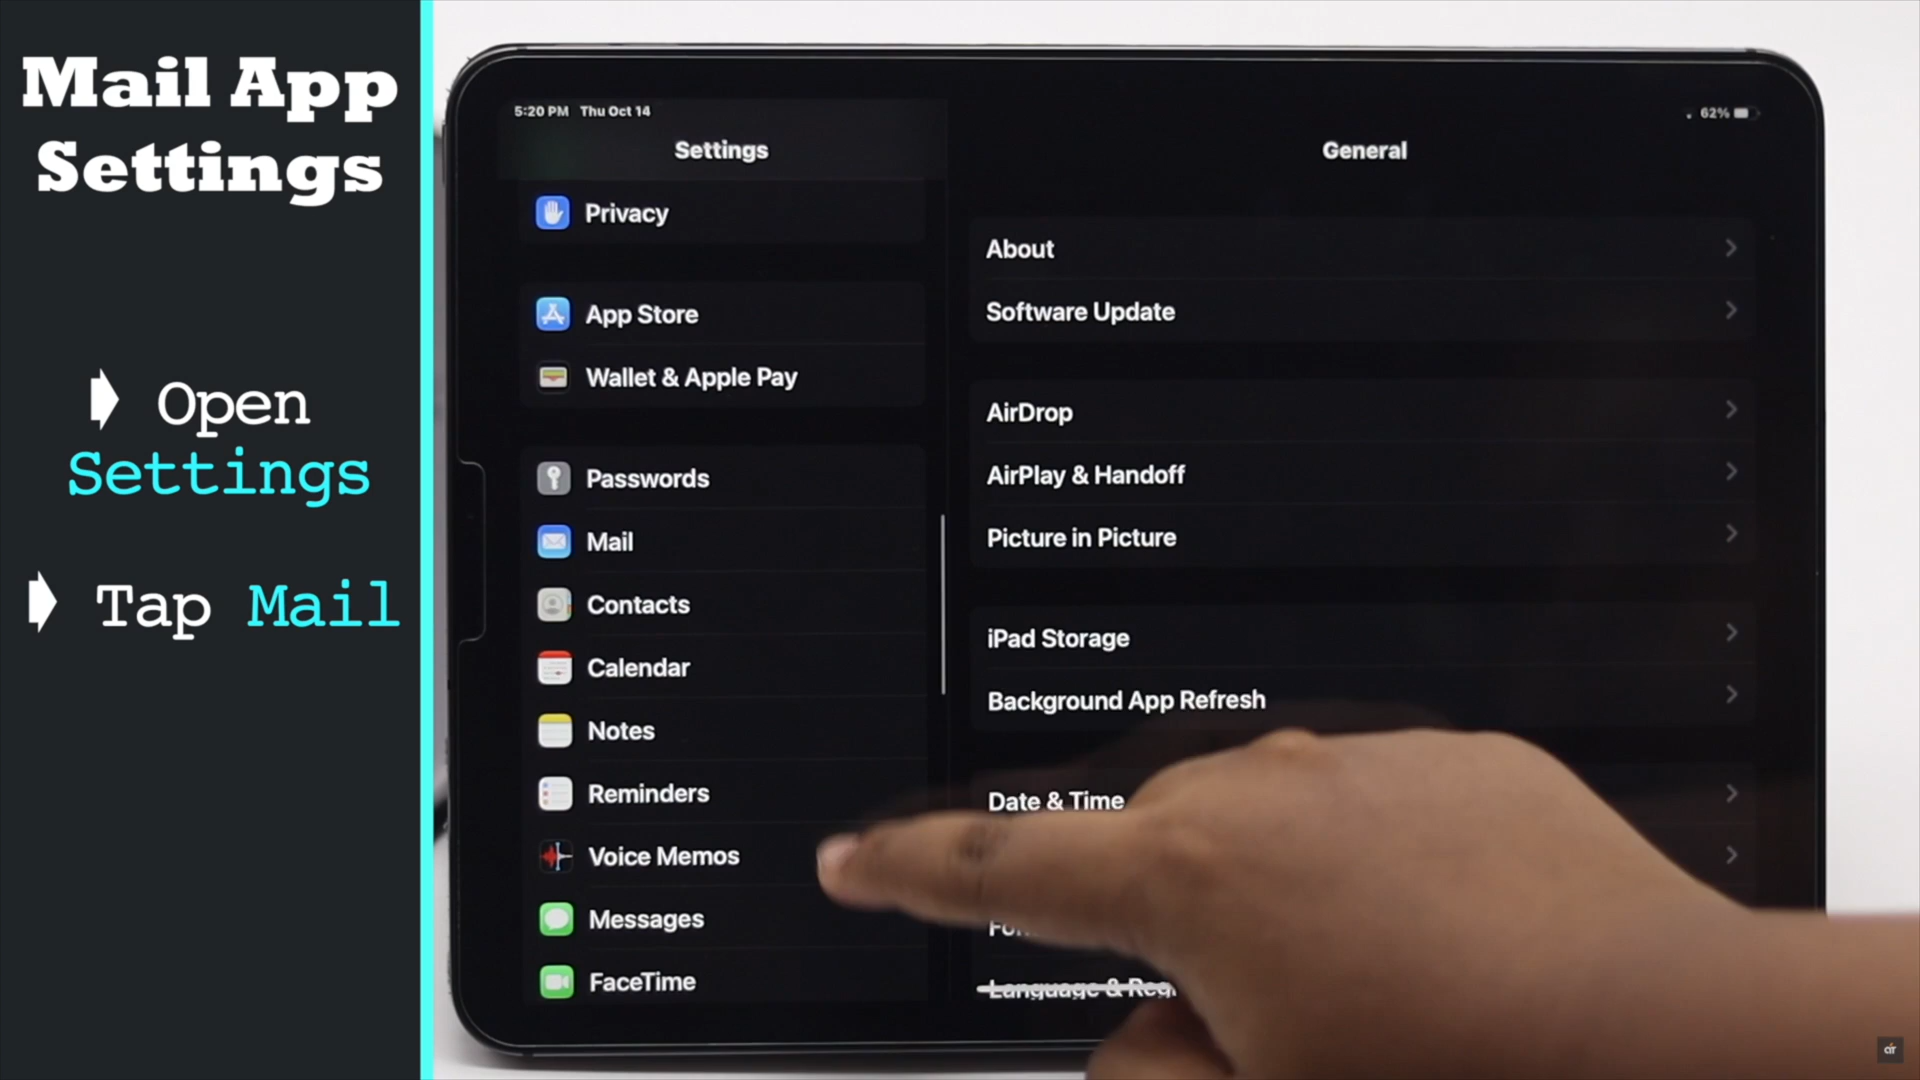 Mail App
Settings
Open
Settings
Tap Mail
5:20 PM Thu Oct 14
62%
Settings
General
Privacy
App Store
Wallet & Apple Pay
Passwords
Mail
Contacts
Calendar
Notes
Reminders
Voice Memos
Messages
FaceTime
About
Software Update
AirDrop
AirPlay & Handoff
Picture in Picture
iPad Storage
Background App Refresh
Date & Time
Language &
air